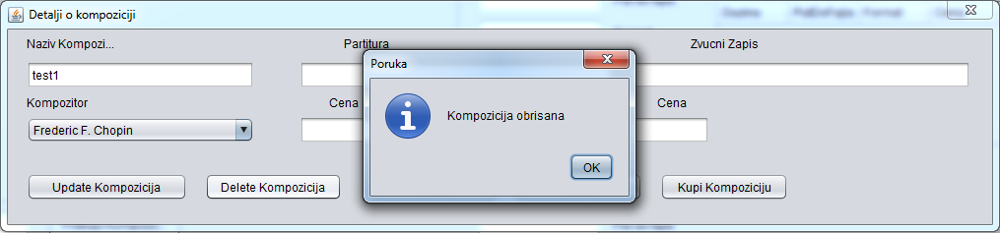 Detalji o kompoziciji
Naziv Kompozi...
Partitura
Zvucni Zapis
Poruka
test1
Kompozitor
Cena
Cena
Kompozicija obrisana
Frederic F. Chopin
OK
Update Kompozicija
Delete Kompozicija
Kupi Kompoziciju